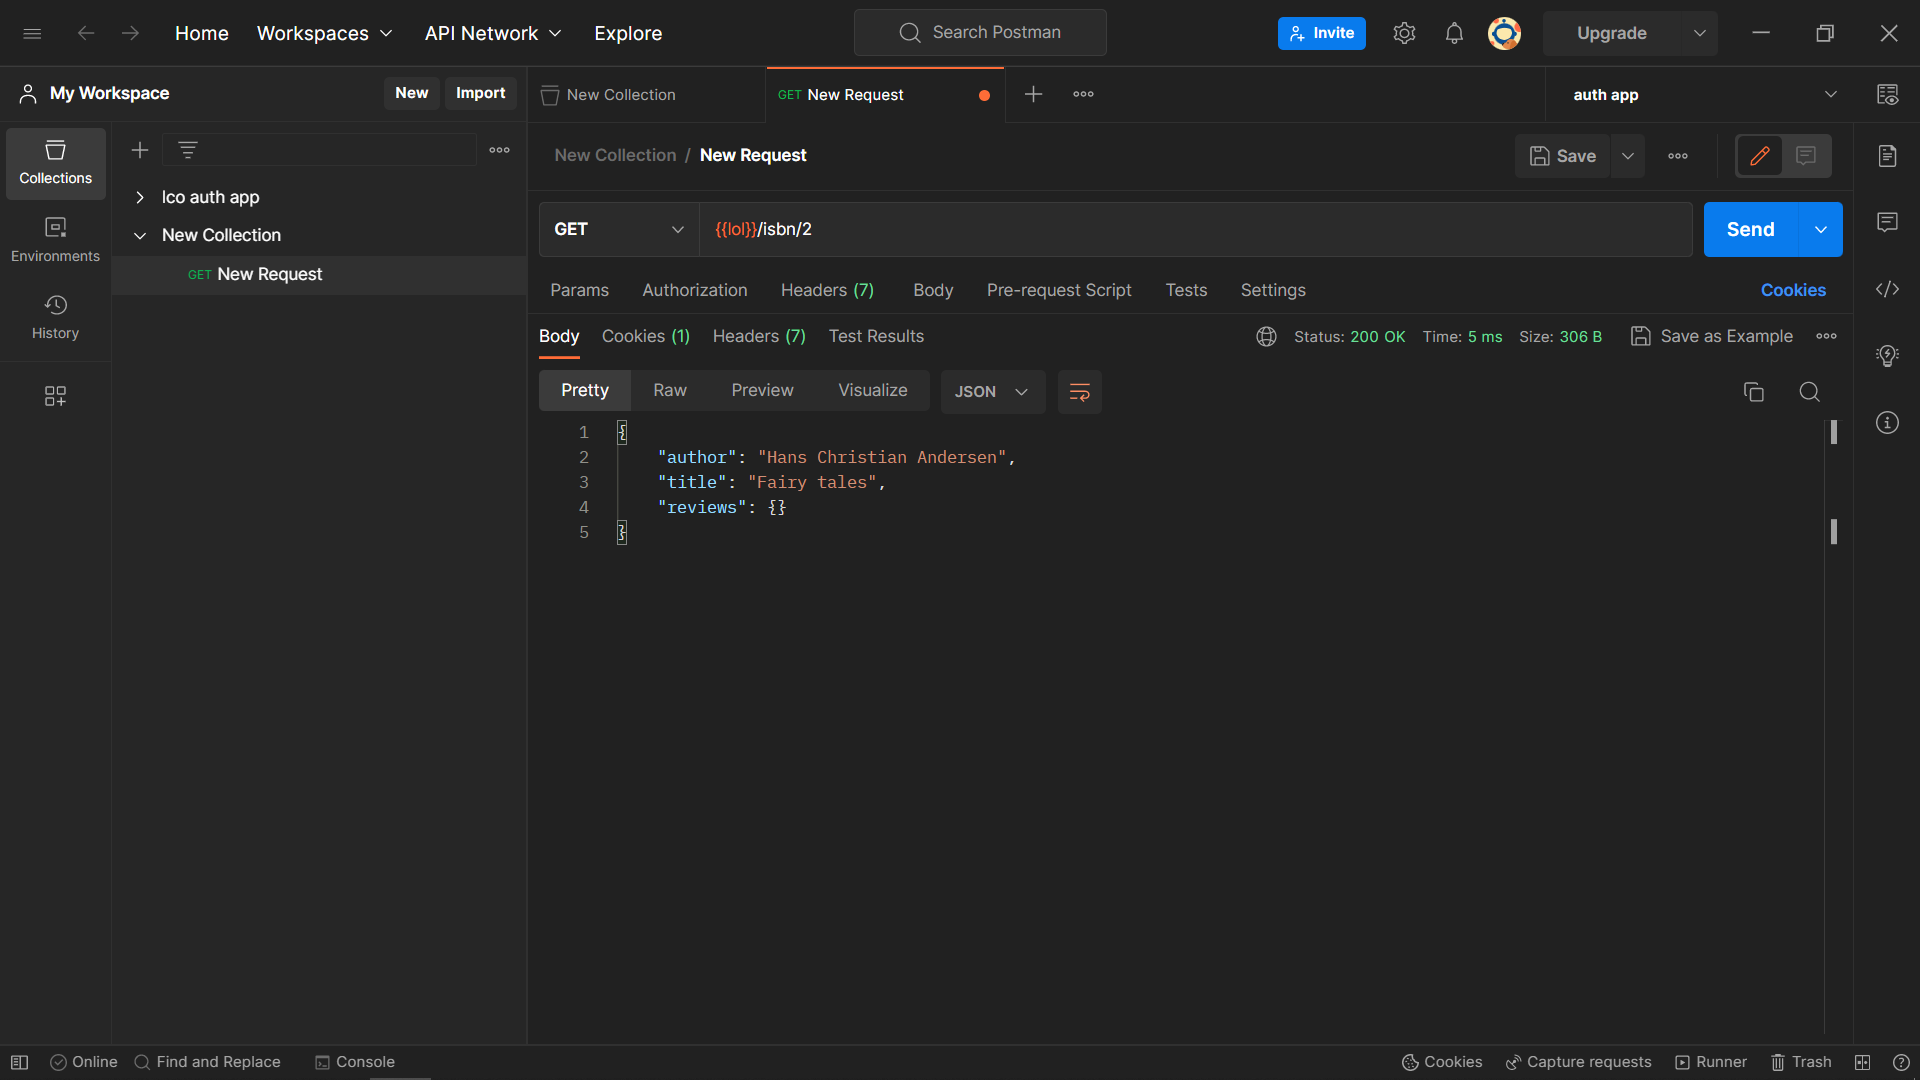 Home
Workspaces
API Network
Explore
Search Postman
Invite
Upgrade
My Workspace
New
Import
New Collection
GET New Request
auth app
Collections
Environments
History
lco auth app
New Collection
GET New Request
New Collection / New Request
Save
GET
{{lol}}/isbn/2
Send
Params
Authorization
Headers (7)
Body
Pre-request Script
Tests
Settings
Cookies
Body
Cookies (1)
Headers (7)
Test Results
Status: 200 OK
Time: 5 ms
Size: 306 B
Save as Example
Pretty
Raw
Preview
Visualize
JSON
1 {
2 "author": "Hans Christian Andersen",
3 "title": "Fairy tales",
4 "reviews": {}
5 }
Online
Find and Replace
Console
Cookies
Capture requests
Runner
Trash